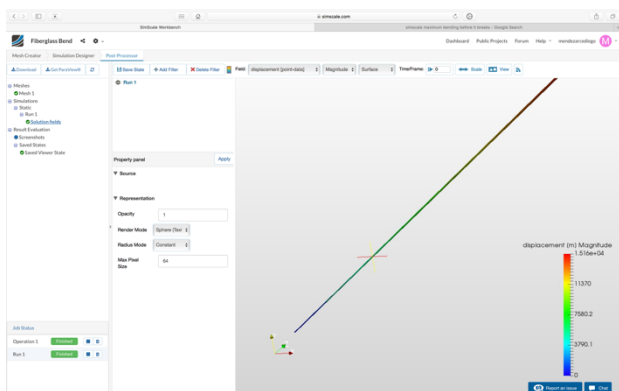 simscale.com
SimScale Workbench
simscale maximum bending before it breaks - Google Search
Fiberglass Bend
Dashboard Public Projects Forum Help
M
Mesh Creator Simulation Designer Post-Processor
Download Get ParaView® Save State + Add Filter × Delete Filter Field: displacement [point-data] Magnitude Surface Time/Frame: Scale View
Meshes
Mesh 1
Simulations
Static
Run 1
Solution fields
Result Evaluation
Screenshots
Saved States
Saved Viewer State
Run 1
Property panel Apply
Source
Representation
Opacity 1
Render Mode Sphere (Text
Radius Mode Constant
Max Pixel Size 64
displacement (m) Magnitude
1.516e+04
11370
7580.2
3790.1
0
Job Status
Operation 1 Finished
Run 1 Finished
Report an issue Chat